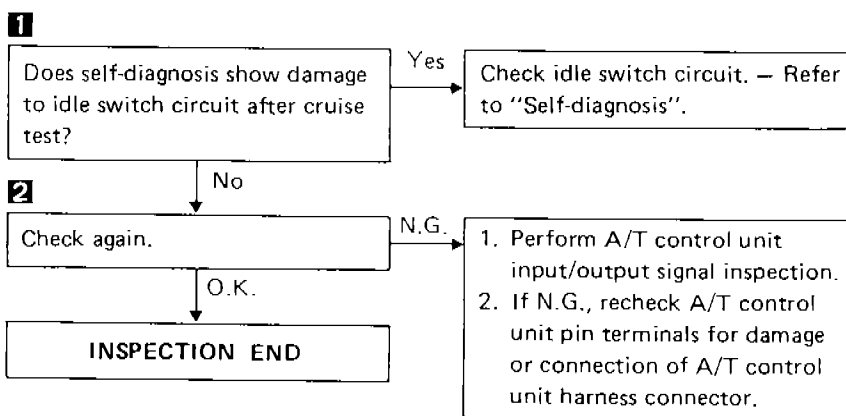 1
Does self-diagnosis show damage
to idle switch circuit after cruise
test?
Yes
Check idle switch circuit. — Refer
to "Self-diagnosis".
No
2
Check again.
N.G.
1. Perform A/T control unit
input/output signal inspection.
2. If N.G., recheck A/T control
unit pin terminals for damage
or connection of A/T control
unit harness connector.
O.K.
INSPECTION END